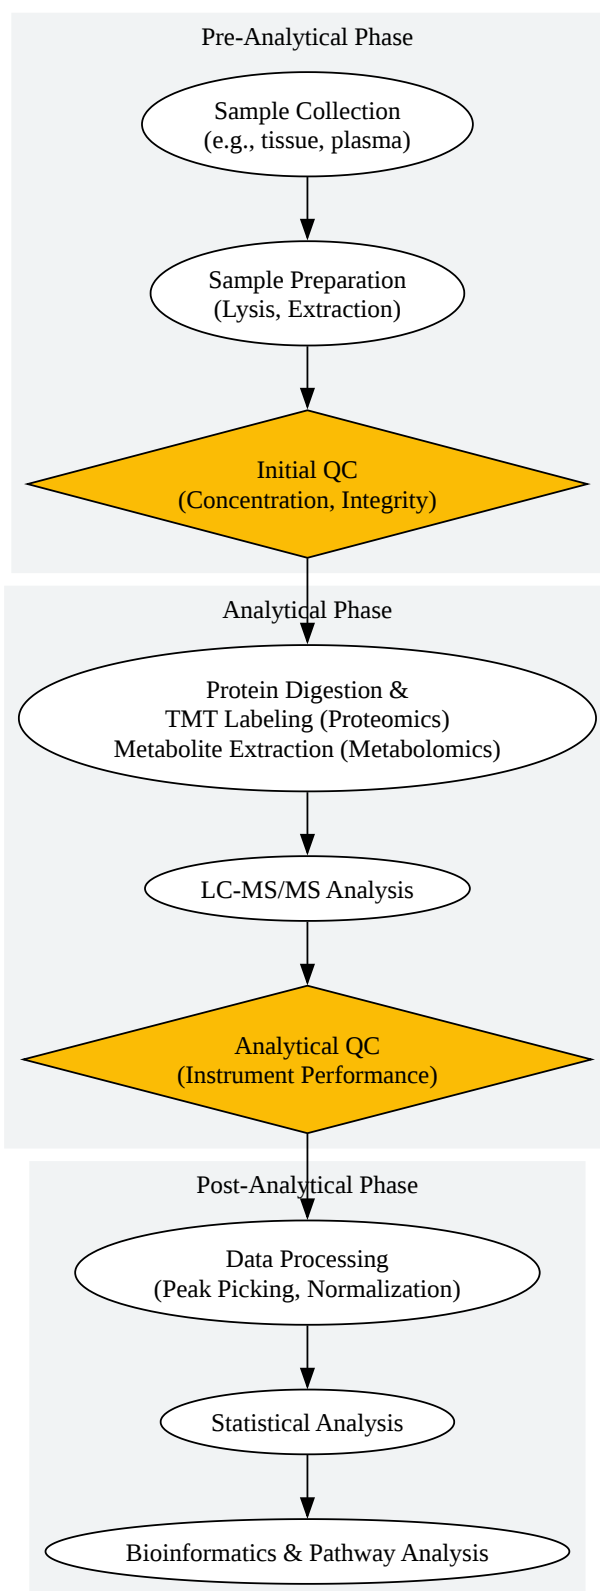 Pre-Analytical Phase
Sample Collection
(e.g., tissue, plasma)
Sample Preparation
(Lysis, Extraction)
Initial QC
(Concentration, Integrity)
Analytical Phase
Protein Digestion &
TMT Labeling (Proteomics)
Metabolite Extraction (Metabolomics)
LC-MS/MS Analysis
Analytical QC
(Instrument Performance)
Post-Analytical Phase
Data Processing
(Peak Picking, Normalization)
Statistical Analysis
Bioinformatics & Pathway Analysis